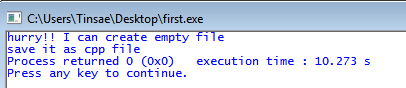 C:\Users\Tinsae\Desktop\first.exe
hurry!! I can create empty file
save it as cpp file
Process returned 0 (0x0)   execution time : 10.273 s
Press any key to continue.